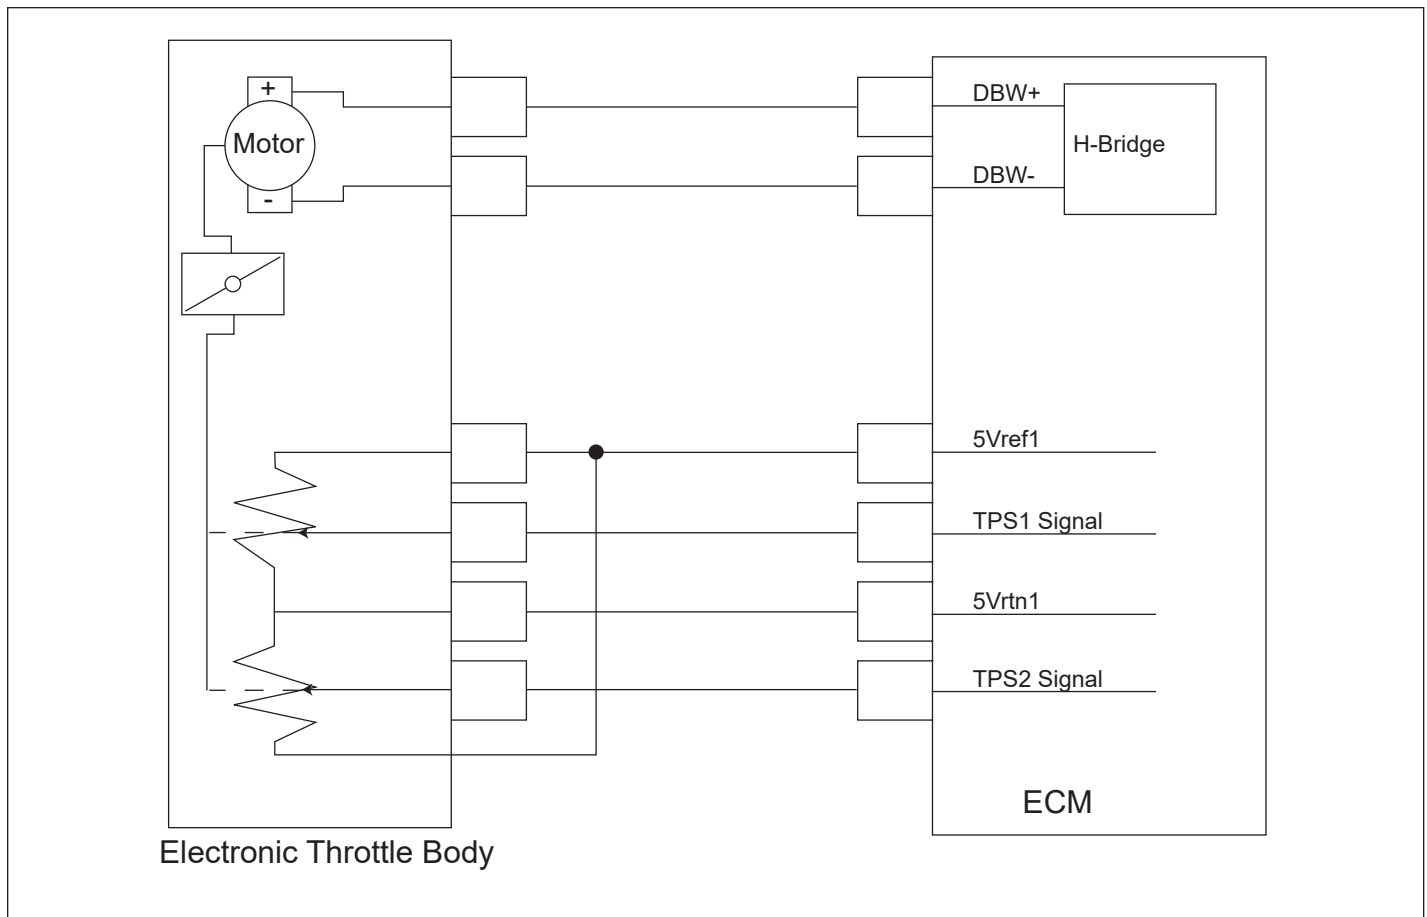 +
Motor
-
DBW+
H-Bridge
DBW-
5Vref1
TPS1 Signal
5Vrtn1
TPS2 Signal
ECM
Electronic Throttle Body